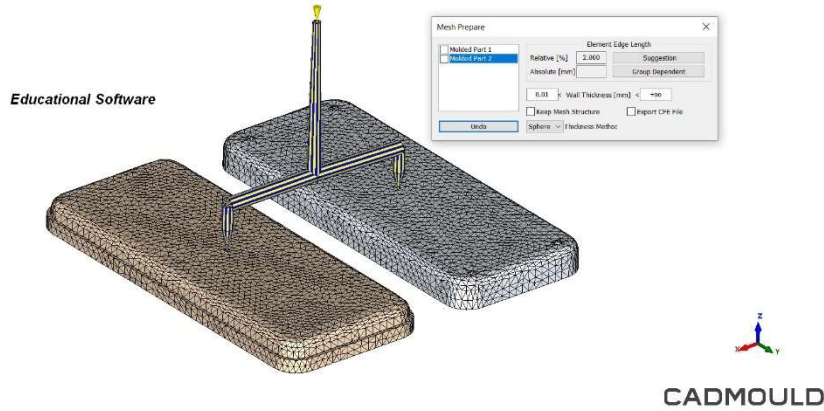 Mesh Prepare
Molded Part 1
Molded Part 2
Element Edge Length
Relative [%] 2.000 Suggestion
Absolute [mm] Group Dependent
0.01 < Wall Thickness [mm] < +oo
Keep Mesh Structure Export CFE File
Undo Sphere Thickness Method
Educational Software
Z
X Y
CADMOULD